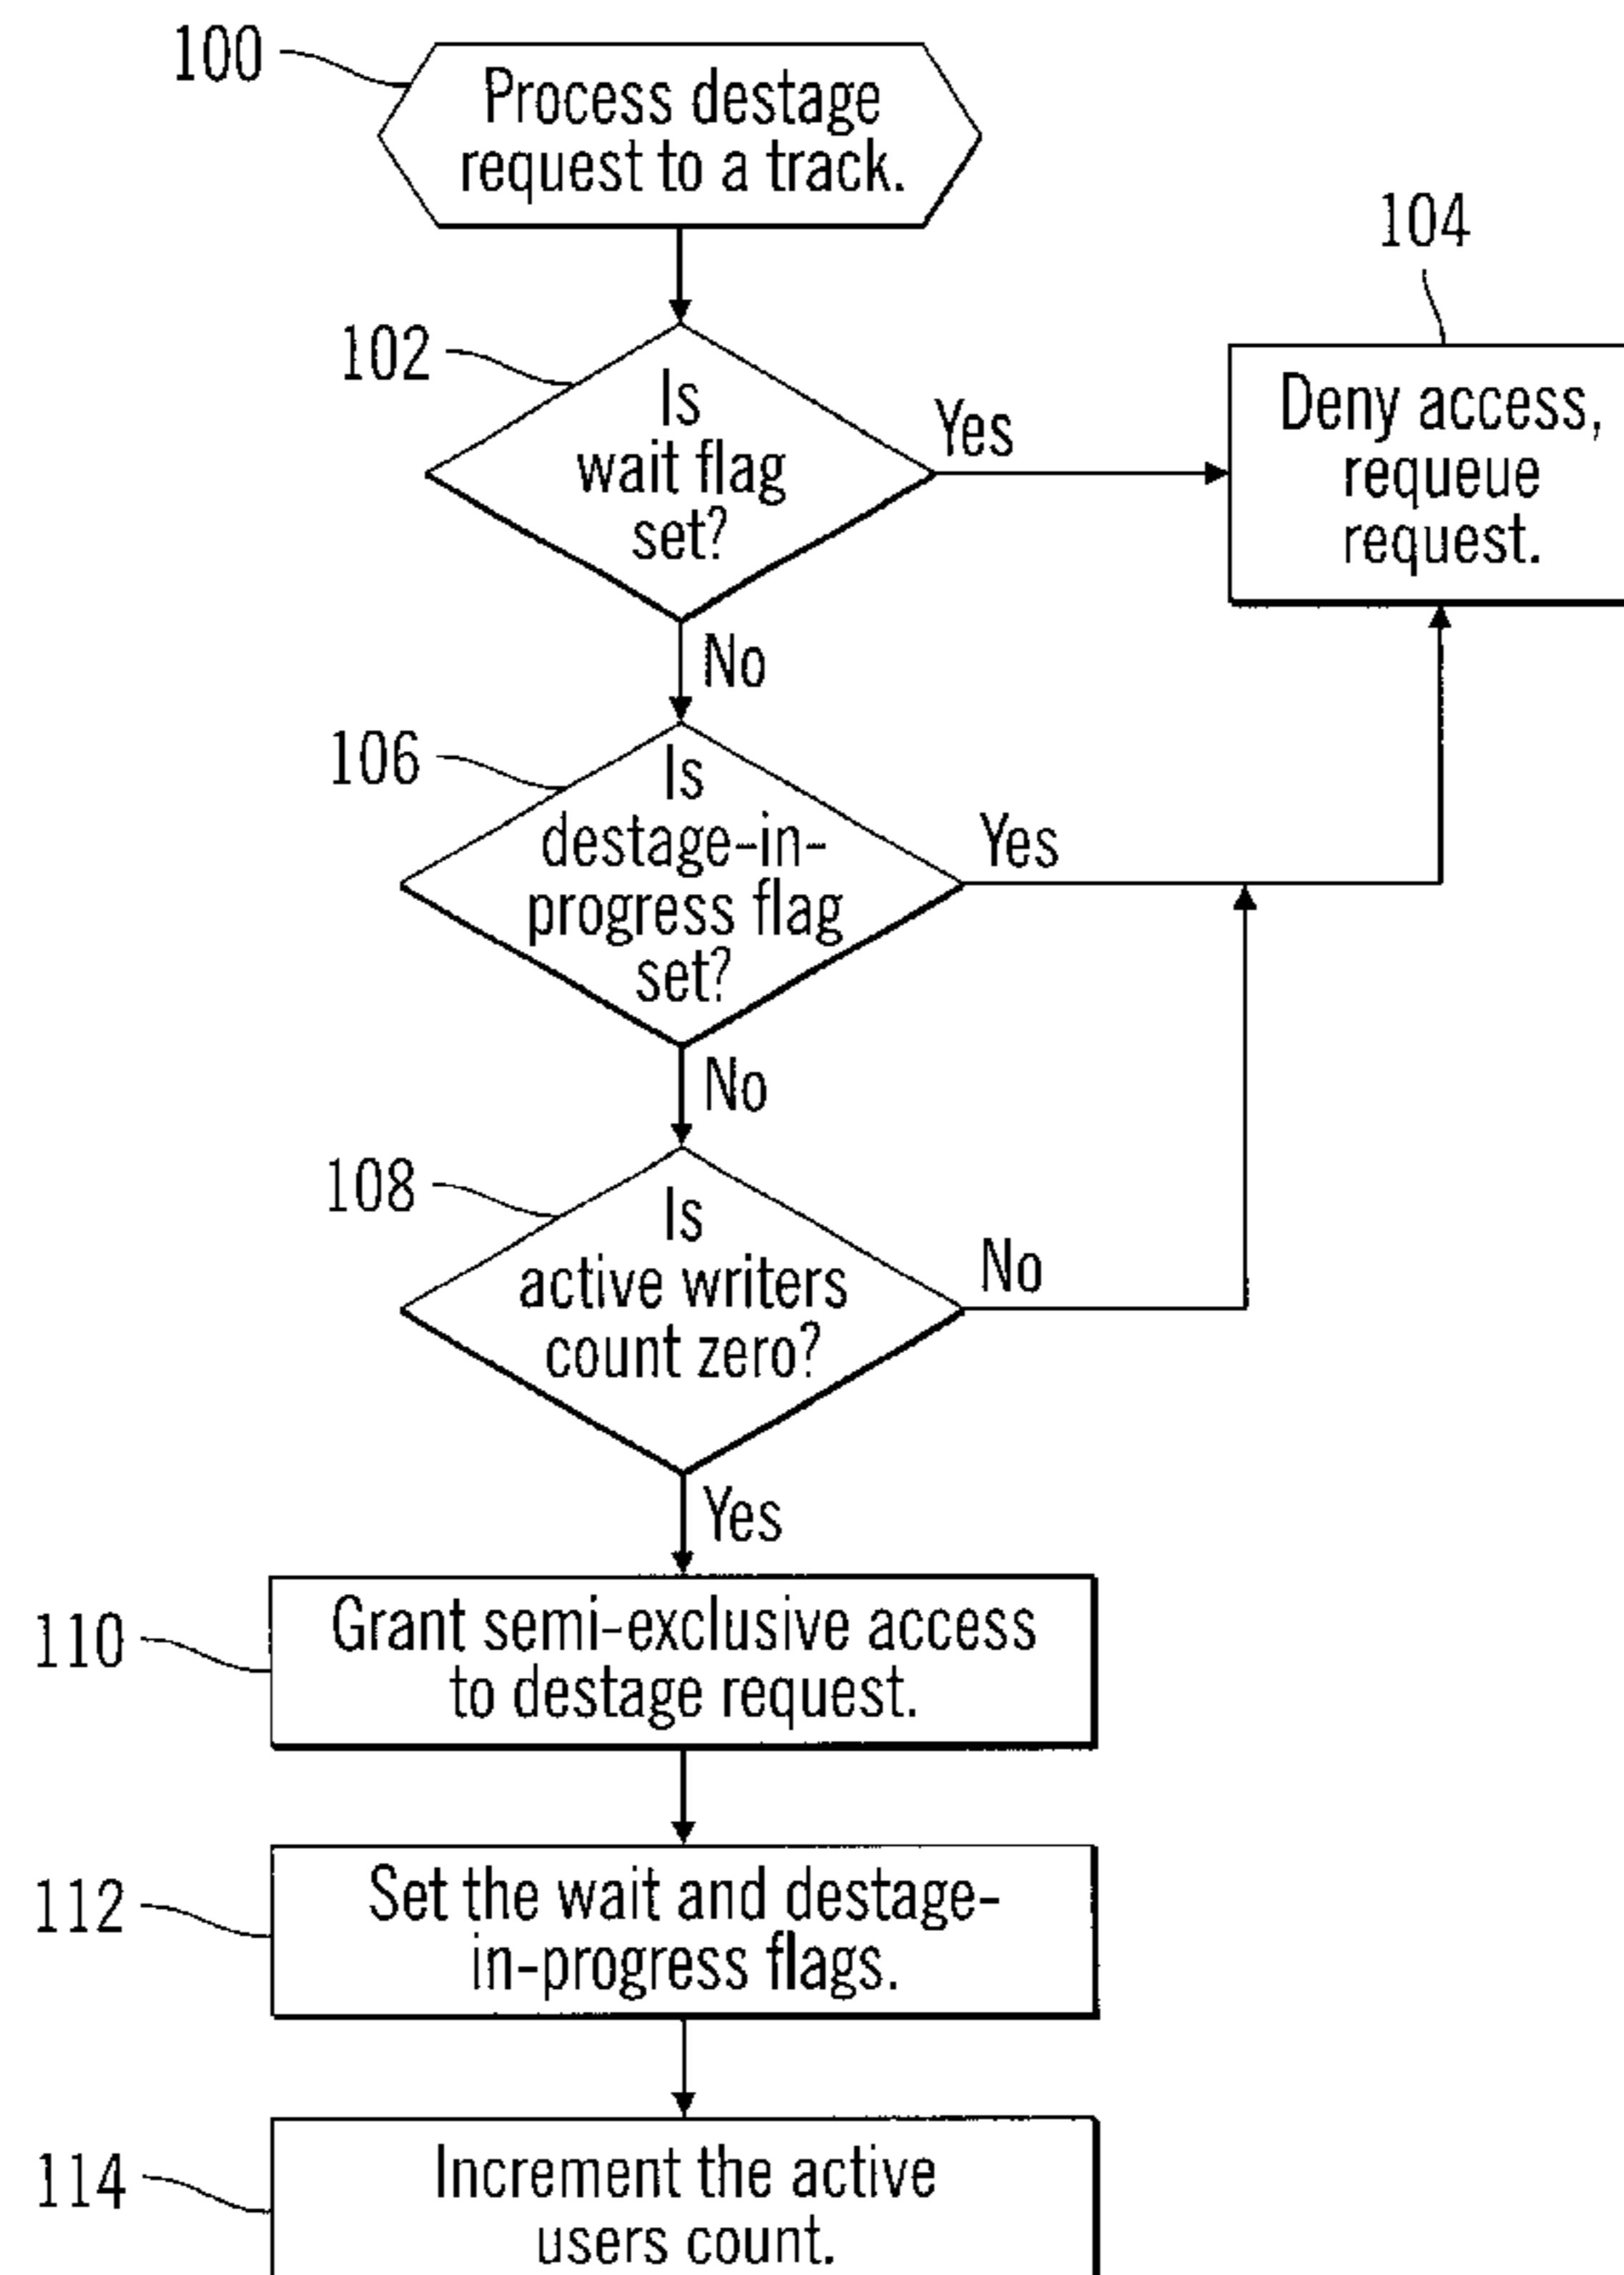 100
Process destage
request to a track.
104
102
Is
wait flag
set?
Yes
Deny access,
requeue
request.
No
106
Is
destage-in-
progress flag
set?
Yes
No
108
Is
active writers
count zero?
No
Yes
110
Grant semi-exclusive access
to destage request.
112
Set the wait and destage-
in-progress flags.
114
Increment the active
users count.